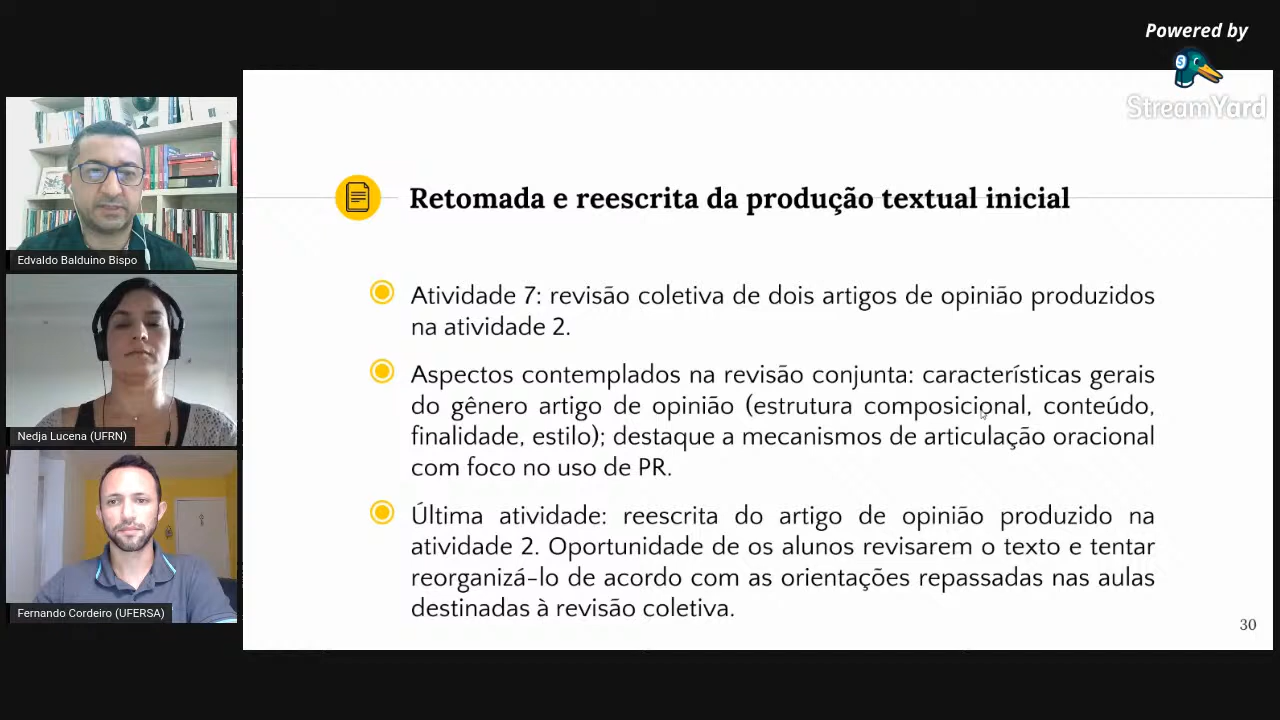 Powered by
StreamYard
Edvaldo Balduino Bispo
Nedja Lucena (UFRN)
Fernando Cordeiro (UFERSA)
Retomada e reescrita da produção textual inicial
Atividade 7: revisão coletiva de dois artigos de opinião produzidos
na atividade 2.
Aspectos contemplados na revisão conjunta: características gerais
do gênero artigo de opinião (estrutura composicional, conteúdo,
finalidade, estilo); destaque a mecanismos de articulação oracional
com foco no uso de PR.
Última atividade: reescrita do artigo de opinião produzido na
atividade 2. Oportunidade de os alunos revisarem o texto e tentar
reorganizá-lo de acordo com as orientações repassadas nas aulas
destinadas à revisão coletiva.
30